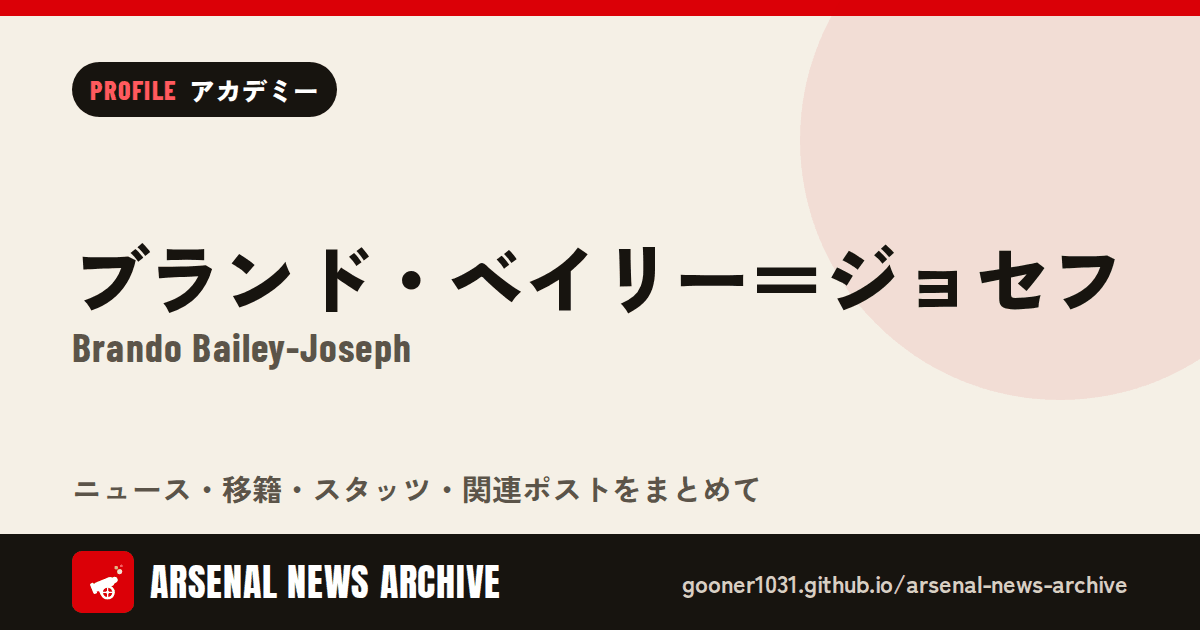 PROFILE アカデミー
ブランド・ベイリー＝ジョセフ
Brando Bailey-Joseph
ニュース・移籍・スタッツ・関連ポストをまとめて
ARSENAL NEWS ARCHIVE
gooner1031.github.io/arsenal-news-archive